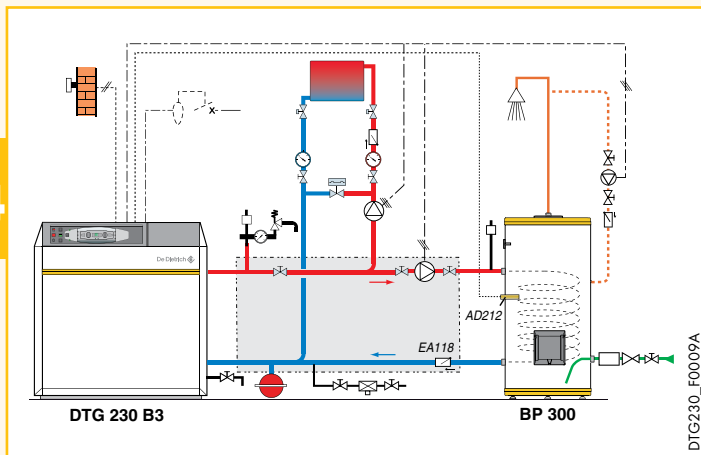 x
De Dietrich
AD212
EA118
DTG 230 B3
BP 300
DTG230_F0009A